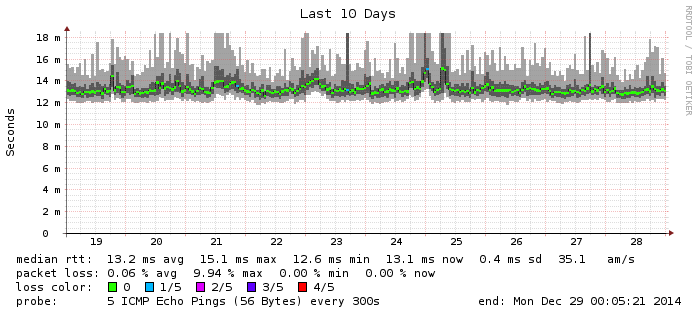 Last 10 Days
RRDTOOL / TOBI OETIKER
Seconds
18 m
16 m
14 m
12 m
10 m
8 m
6 m
4 m
2 m
0
19 20 21 22 23 24 25 26 27 28
median rtt: 13.2 ms avg 15.1 ms max 12.6 ms min 13.1 ms now 0.4 ms sd 35.1 am/s
packet loss: 0.06 % avg 9.94 % max 0.00 % min 0.00 % now
loss color: 0 1/5 2/5 3/5 4/5
probe: 5 ICMP Echo Pings (56 Bytes) every 300s end: Mon Dec 29 00:05:21 2014